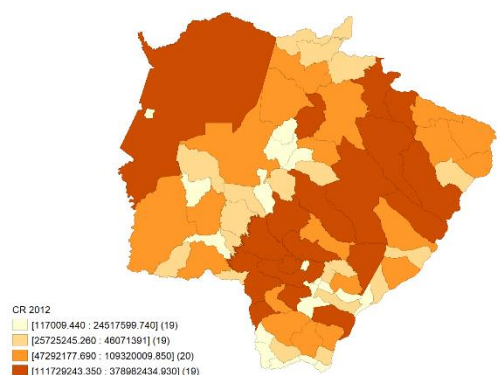 CR 2012
[117009.440 : 24517599.740] (19)
[25725245.260 : 46071391] (19)
[47292177.690 : 109320009.850] (20)
[111729243.350 : 378982434.930] (19)